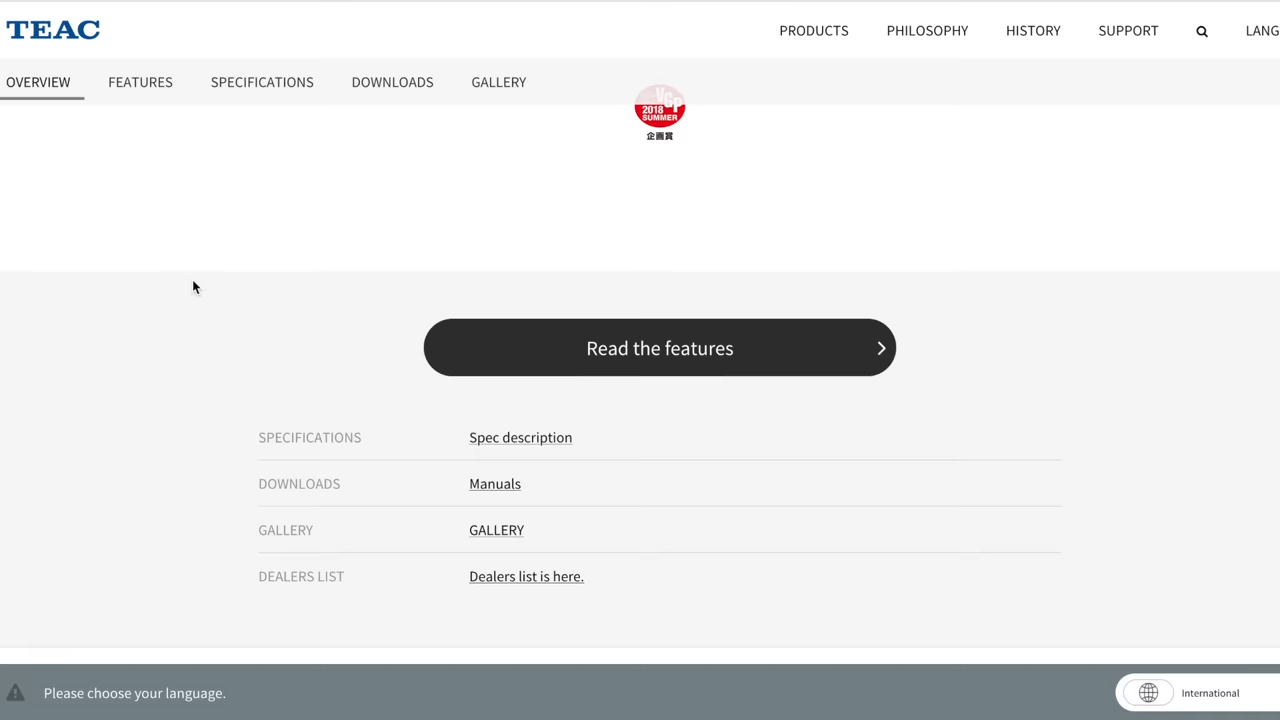 TEAC
PRODUCTS PHILOSOPHY HISTORY SUPPORT LANG
OVERVIEW FEATURES SPECIFICATIONS DOWNLOADS GALLERY
VGP
2018
SUMMER
企画賞
Read the features
SPECIFICATIONS Spec description
DOWNLOADS Manuals
GALLERY GALLERY
DEALERS LIST Dealers list is here.
Please choose your language. International